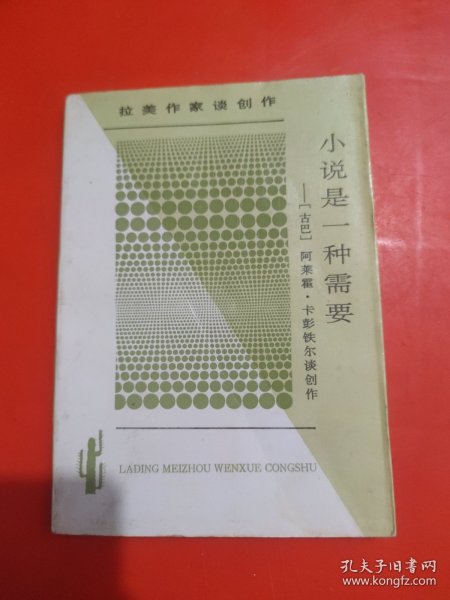 拉美作家谈创作
小说是一种需要
——［古巴］阿莱霍·卡彭铁尔谈创作
LADING MEIZHOU WENXUE CONGSHU
孔夫子旧书网
www.kongfz.com